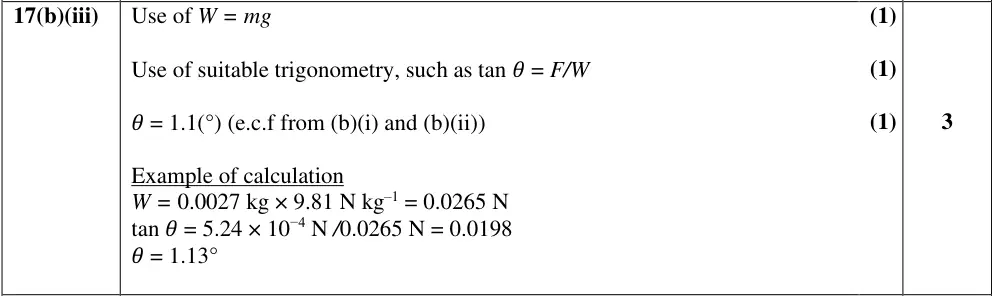 17(b)(iii) Use of W = mg (1)
Use of suitable trigonometry, such as tan θ = F/W (1)
θ = 1.1(°) (e.c.f from (b)(i) and (b)(ii)) (1) 3
Example of calculation
W = 0.0027 kg × 9.81 N kg⁻¹ = 0.0265 N
tan θ = 5.24 × 10⁻⁴ N /0.0265 N = 0.0198
θ = 1.13°